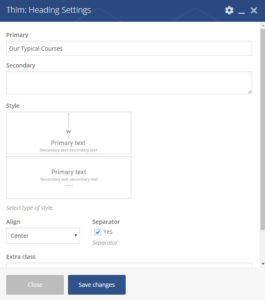 Thim: Heading Settings
Primary
Our Typical Courses
Secondary
Style
W
Primary text
Secondary text secondary text
Primary text
Secondary text secondary text
Select type of style.
Align
Separator
Center
Yes
Separator
Extra class
Close
Save changes